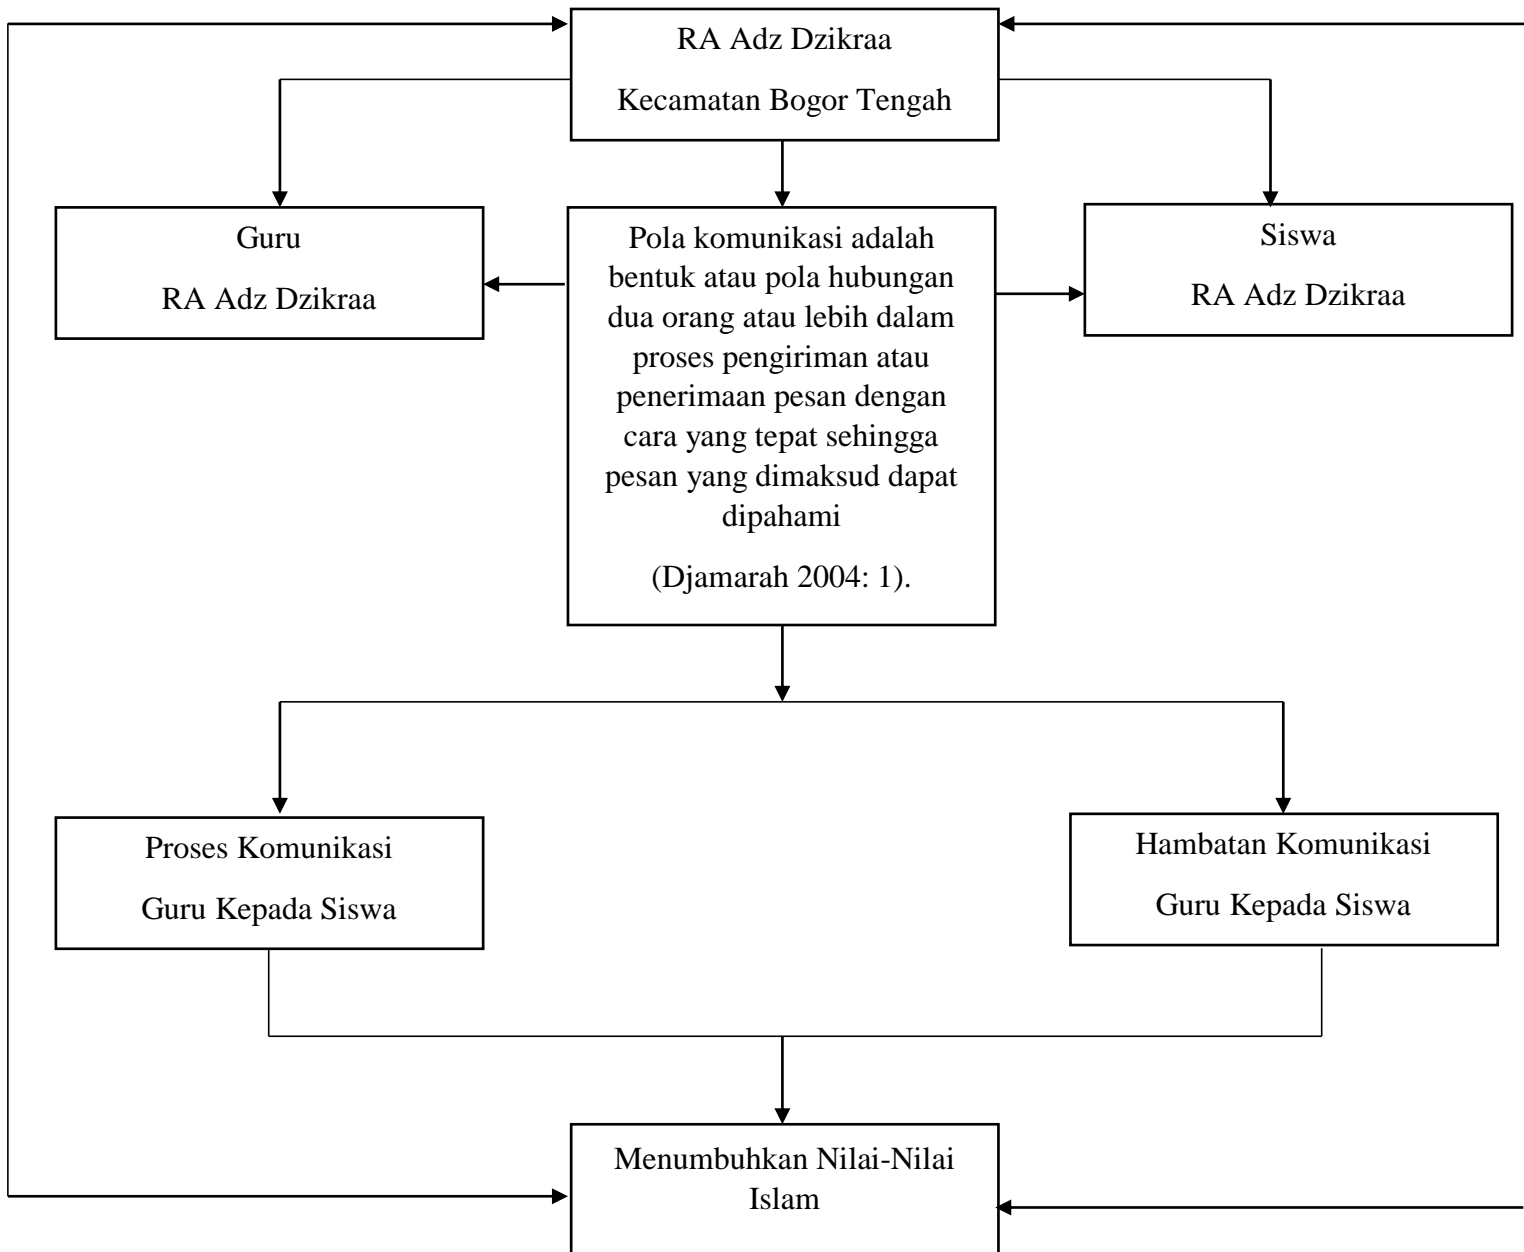 RA Adz Dzikraa
Kecamatan Bogor Tengah
Guru
RA Adz Dzikraa
Pola komunikasi adalah
bentuk atau pola hubungan
dua orang atau lebih dalam
proses pengiriman atau
penerimaan pesan dengan
cara yang tepat sehingga
pesan yang dimaksud dapat
dipahami
(Djamarah 2004: 1).
Siswa
RA Adz Dzikraa
Proses Komunikasi
Guru Kepada Siswa
Hambatan Komunikasi
Guru Kepada Siswa
Menumbuhkan Nilai-Nilai
Islam